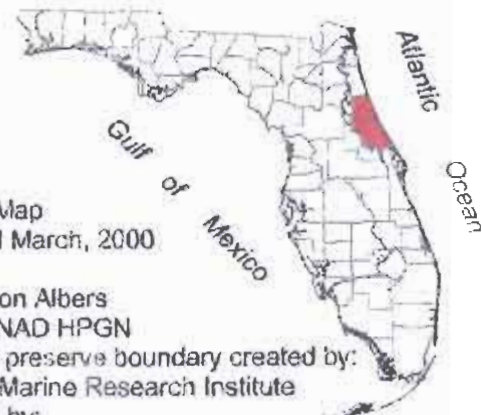 Atlantic
Ocean
Gulf of Mexico
Map
March, 2000
on Albers
NAD HPGN
preserve boundary created by:
Marine Research Institute
by: